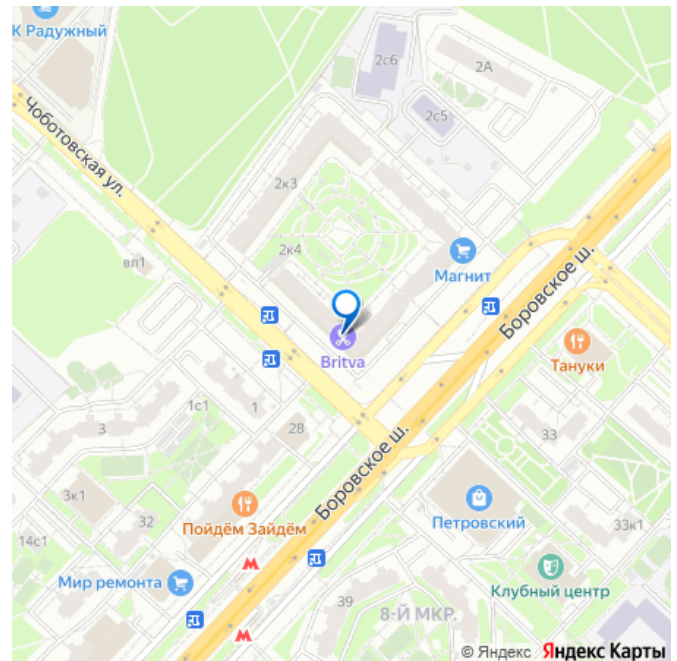 К Радужный
Чоботовская ул.
2с6
2А
2с5
2к3
2к4
вл1
Магнит
Боровское ш.
Britva
Тануки
1с1
1
28
3
33
Боровское ш.
3к1
32
Пойдём Зайдём
Петровский
33к1
14с1
М
Мир ремонта
Клубный центр
39
8-Й МКР.
М
© Яндекс Яндекс Карты